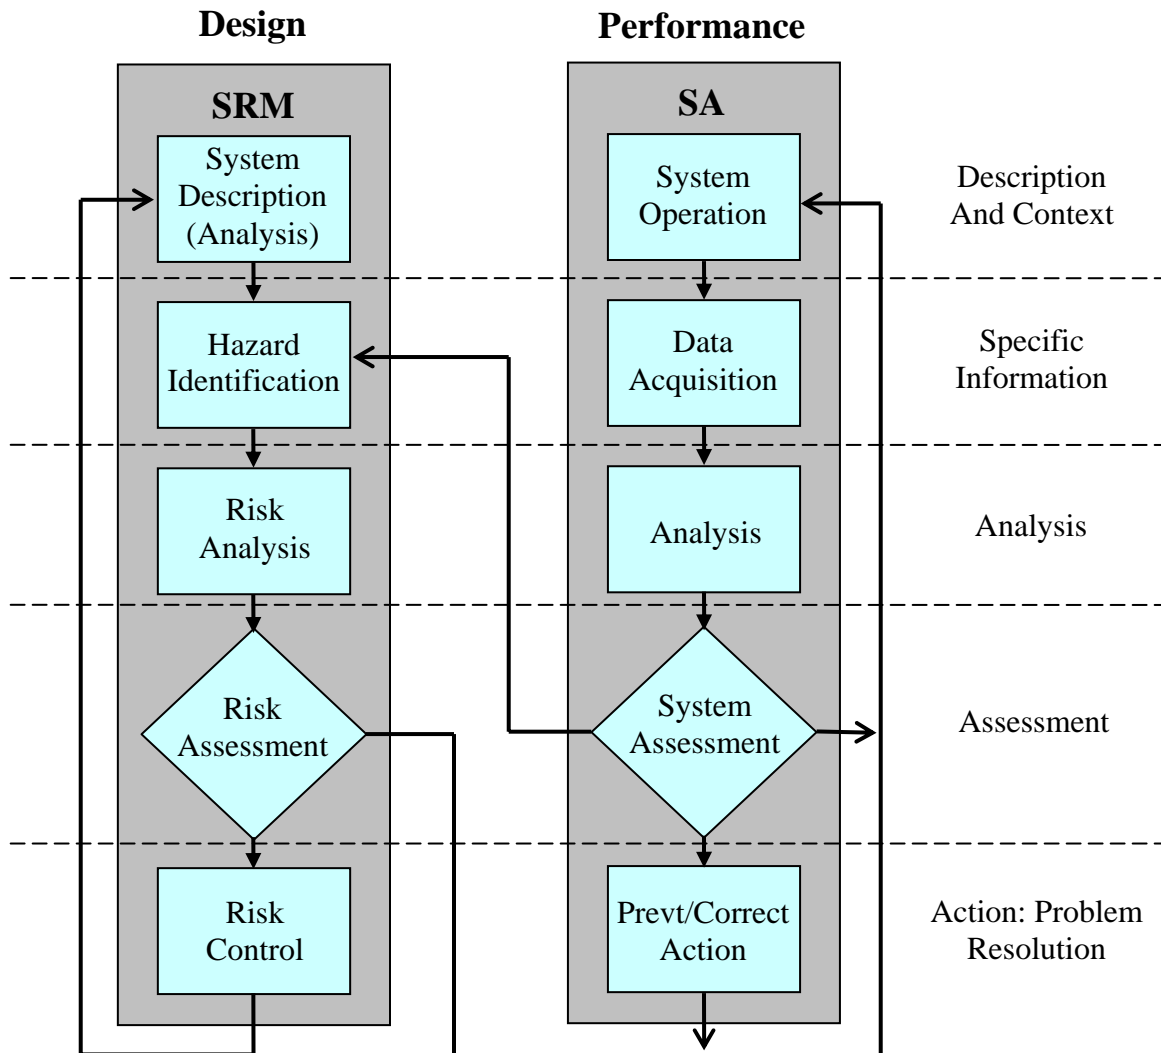 Design
Performance
SRM
SA
System
Description
(Analysis)
System
Operation
Description
And Context
Hazard
Identification
Data
Acquisition
Specific
Information
Risk
Analysis
Analysis
Analysis
Risk
Assessment
System
Assessment
Assessment
Risk
Control
Prevt/Correct
Action
Action: Problem
Resolution